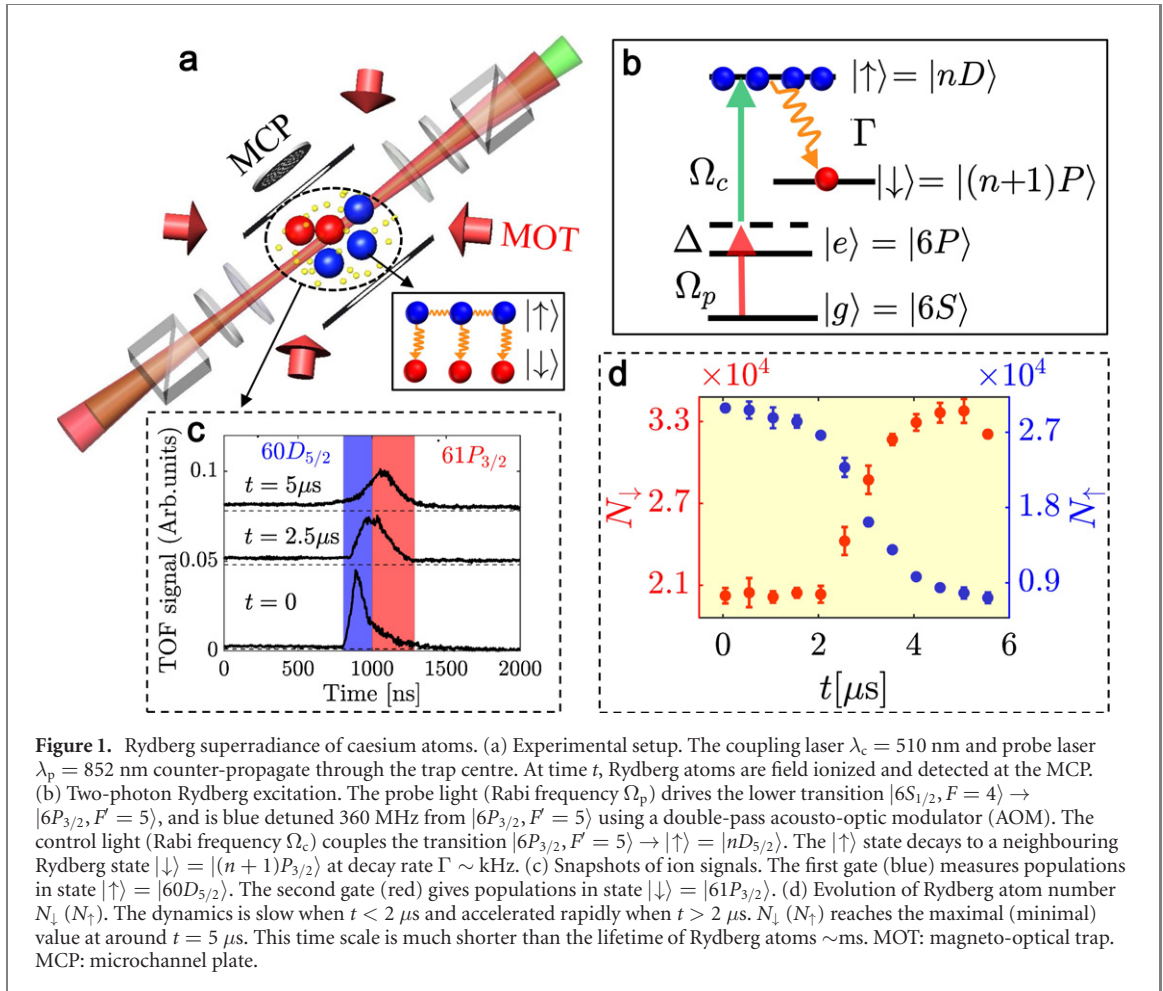 a
MCP
MOT
|↑⟩
|↓⟩
b
|↑⟩= |nD⟩
Γ
Ω_c
|↓⟩= |(n+1)P⟩
Δ
|e⟩ = |6P⟩
Ω_p
|g⟩ = |6S⟩
c
60D_{5/2}
61P_{3/2}
TOF signal (Arb.units)
0.1
0.05
0
t = 5μs
t = 2.5μs
t = 0
0
500
1000
1500
2000
Time [ns]
d
×10^4
×10^4
3.3
2.7
2.1
N_↓
2.7
1.8
0.9
N_↑
0
2
4
6
t[μs]
Figure 1. Rydberg superradiance of caesium atoms. (a) Experimental setup. The coupling laser λ_c = 510 nm and probe laser
λ_p = 852 nm counter-propagate through the trap centre. At time t, Rydberg atoms are field ionized and detected at the MCP.
(b) Two-photon Rydberg excitation. The probe light (Rabi frequency Ω_p) drives the lower transition |6S_{1/2}, F = 4⟩ →
|6P_{3/2}, F′ = 5⟩, and is blue detuned 360 MHz from |6P_{3/2}, F′ = 5⟩ using a double-pass acousto-optic modulator (AOM). The
control light (Rabi frequency Ω_c) couples the transition |6P_{3/2}, F′ = 5⟩ → |↑⟩ = |nD_{5/2}⟩. The |↑⟩ state decays to a neighbouring
Rydberg state |↓⟩ = |(n + 1)P_{3/2}⟩ at decay rate Γ ∼ kHz. (c) Snapshots of ion signals. The first gate (blue) measures populations
in state |↑⟩ = |60D_{5/2}⟩. The second gate (red) gives populations in state |↓⟩ = |61P_{3/2}⟩. (d) Evolution of Rydberg atom number
N_↓ (N_↑). The dynamics is slow when t < 2 μs and accelerated rapidly when t > 2 μs. N_↓ (N_↑) reaches the maximal (minimal)
value at around t = 5 μs. This time scale is much shorter than the lifetime of Rydberg atoms ∼ms. MOT: magneto-optical trap.
MCP: microchannel plate.